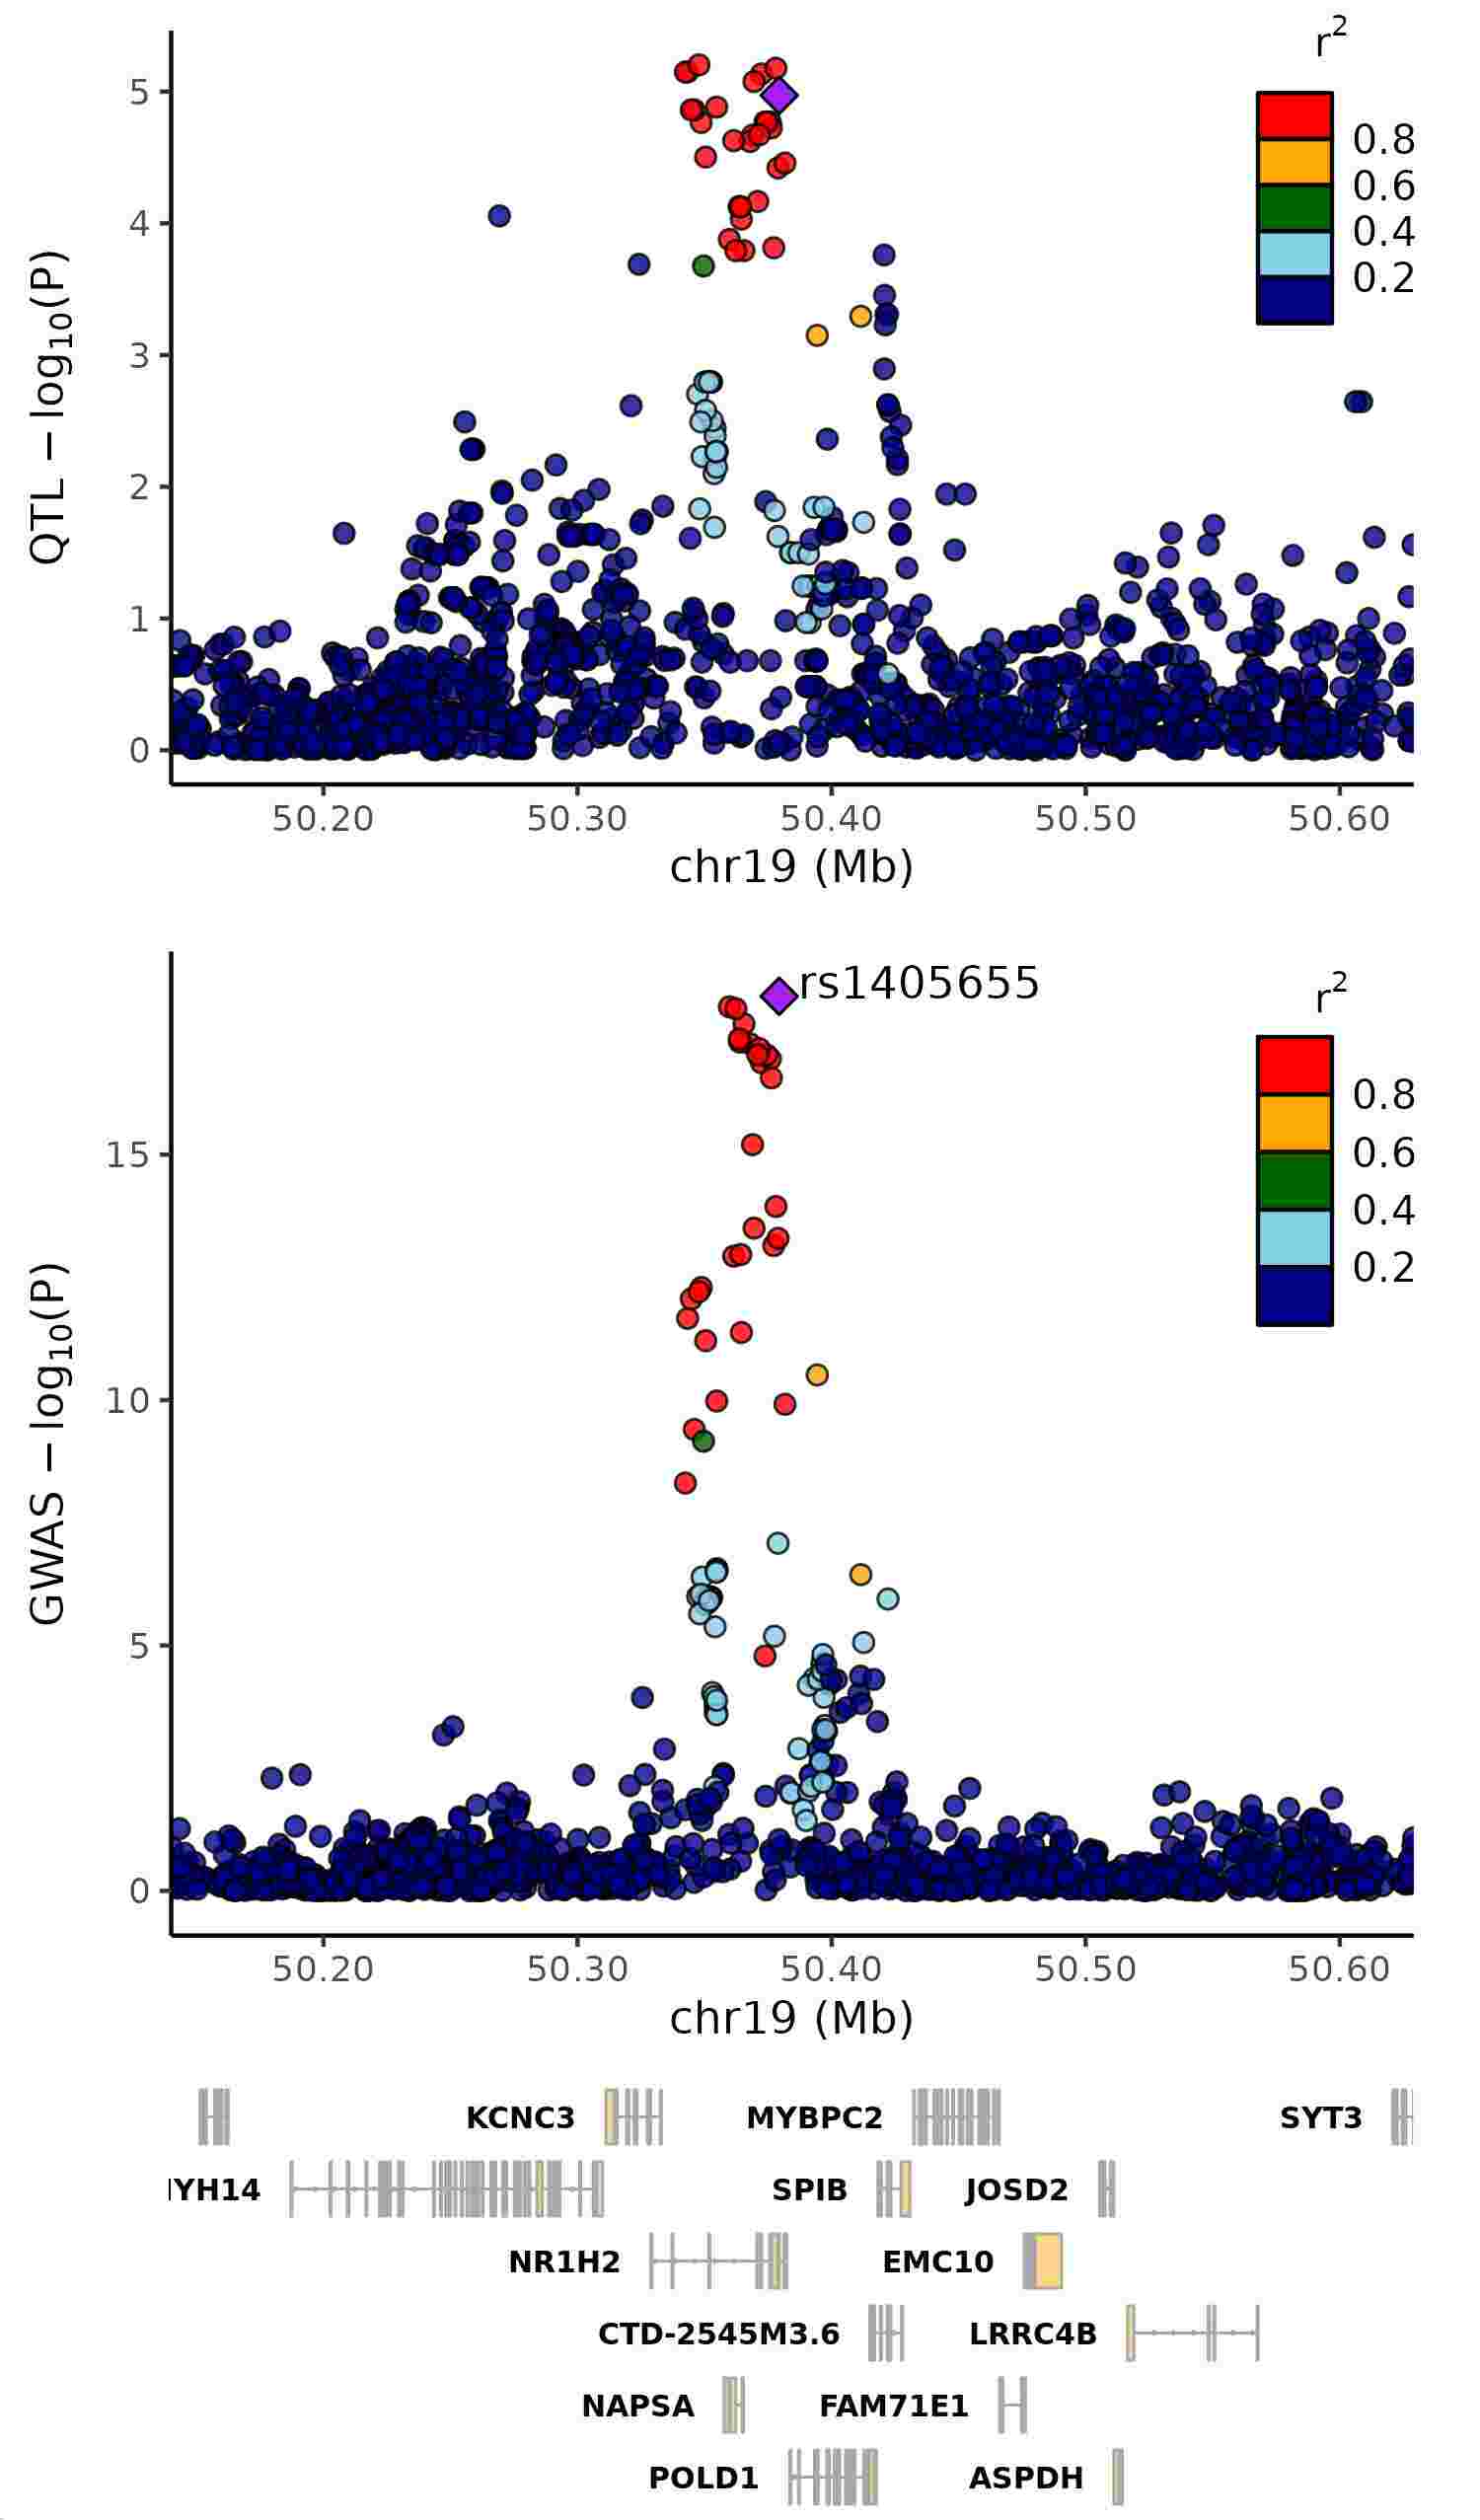 r²
5
4
3
2
1
0
QTL − log₁₀(P)
0.8
0.6
0.4
0.2
50.20 50.30 50.40 50.50 50.60
chr19 (Mb)
rs1405655
r²
15
10
5
0
GWAS − log₁₀(P)
0.8
0.6
0.4
0.2
50.20 50.30 50.40 50.50 50.60
chr19 (Mb)
KCNC3 MYBPC2 SYT3
IYH14 SPIB JOSD2
NR1H2 EMC10
CTD-2545M3.6 LRRC4B
NAPSA FAM71E1
POLD1 ASPDH